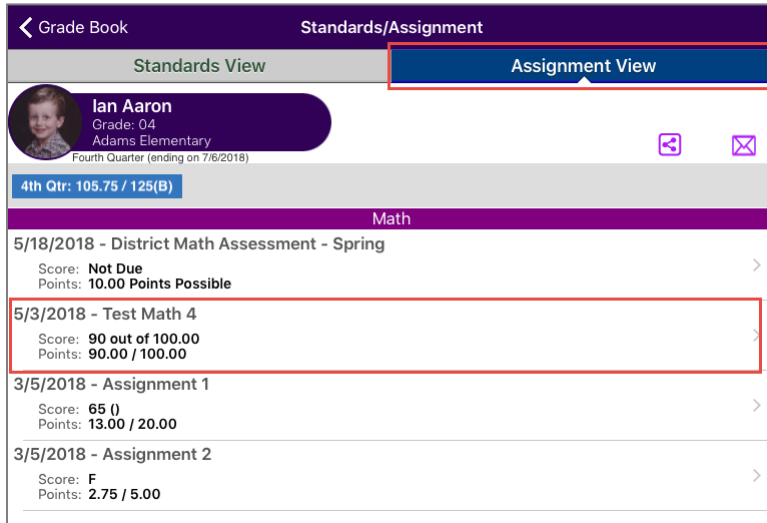 Grade Book
Standards/Assignment
Standards View
Assignment View
Ian Aaron
Grade: 04
Adams Elementary
Fourth Quarter (ending on 7/6/2018)
4th Qtr: 105.75 / 125(B)
Math
5/18/2018 - District Math Assessment - Spring
Score: Not Due
Points: 10.00 Points Possible
5/3/2018 - Test Math 4
Score: 90 out of 100.00
Points: 90.00 / 100.00
3/5/2018 - Assignment 1
Score: 65 ()
Points: 13.00 / 20.00
3/5/2018 - Assignment 2
Score: F
Points: 2.75 / 5.00